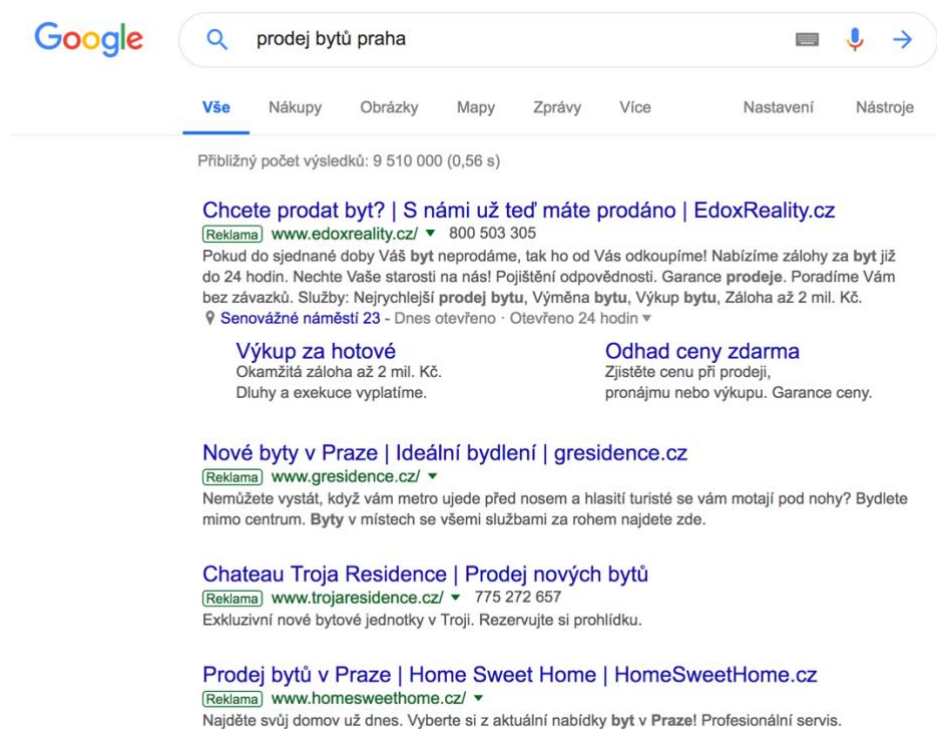 Google
prodej bytů praha
Vše Nákupy Obrázky Mapy Zprávy Více Nastavení Nástroje
Přibližný počet výsledků: 9 510 000 (0,56 s)
Chcete prodat byt? | S námi už teď máte prodáno | EdoxReality.cz
Reklama www.edoxreality.cz/ 800 503 305
Pokud do sjednané doby Váš byt neprodáme, tak ho od Vás odkoupíme! Nabízíme zálohy za byt již
do 24 hodin. Nechte Vaše starosti na nás! Pojištění odpovědnosti. Garance prodeje. Poradíme Vám
bez závazků. Služby: Nejrychlejší prodej bytu, Výměna bytu, Výkup bytu, Záloha až 2 mil. Kč.
Senovážné náměstí 23 - Dnes otevřeno · Otevřeno 24 hodin
Výkup za hotové
Okamžitá záloha až 2 mil. Kč.
Dluhy a exekuce vyplatíme.
Odhad ceny zdarma
Zjistěte cenu při prodeji,
pronájmu nebo výkupu. Garance ceny.
Nové byty v Praze | Ideální bydlení | gresidence.cz
Reklama www.gresidence.cz/
Nemůžete vystát, když vám metro ujede před nosem a hlasití turisté se vám motají pod nohy? Bydlete
mimo centrum. Byty v místech se všemi službami za rohem najdete zde.
Chateau Troja Residence | Prodej nových bytů
Reklama www.trojaresidence.cz/ 775 272 657
Exkluzivní nové bytové jednotky v Troji. Rezervujte si prohlídku.
Prodej bytů v Praze | Home Sweet Home | HomeSweetHome.cz
Reklama www.homesweethome.cz/
Najděte svůj domov už dnes. Vyberte si z aktuální nabídky byt v Praze! Profesionální servis.